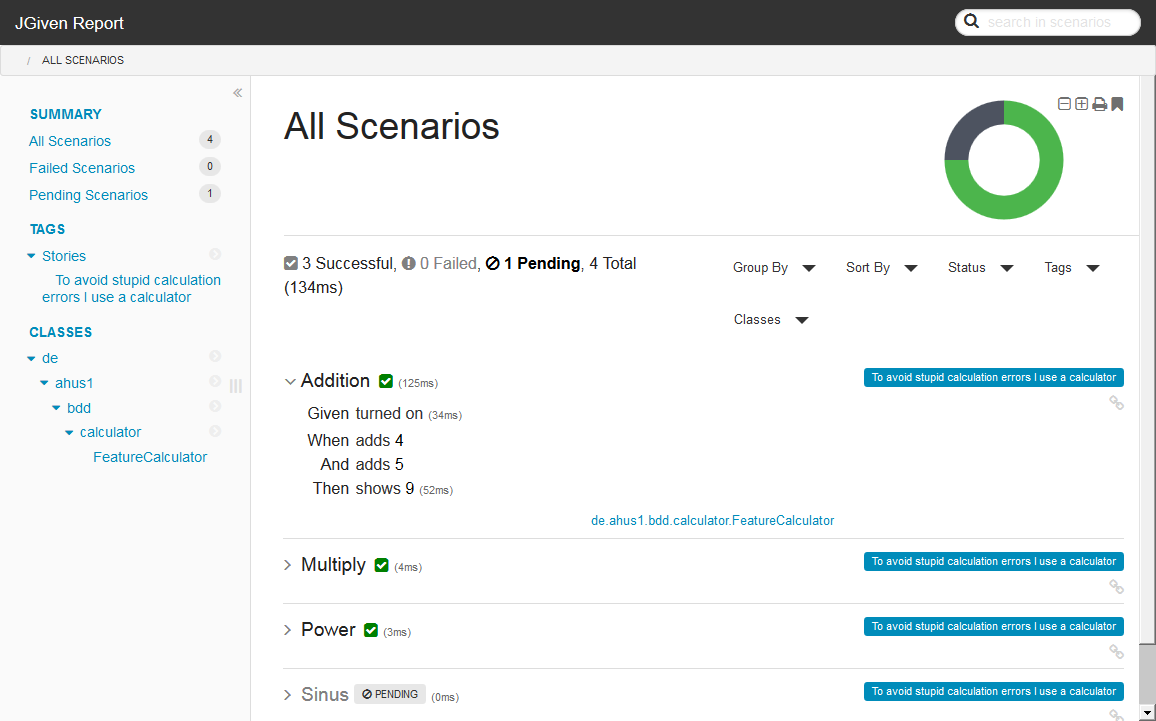 JGiven Report
search in scenarios
/ ALL SCENARIOS
SUMMARY
All Scenarios 4
Failed Scenarios 0
Pending Scenarios 1
TAGS
Stories
To avoid stupid calculation
errors I use a calculator
CLASSES
de
ahus1
bdd
calculator
FeatureCalculator
All Scenarios
3 Successful, 0 Failed, 1 Pending, 4 Total
(134ms)
Group By Sort By Status Tags
Classes
Addition (125ms) To avoid stupid calculation errors I use a calculator
Given turned on (34ms)
When adds 4
And adds 5
Then shows 9 (52ms)
de.ahus1.bdd.calculator.FeatureCalculator
Multiply (4ms) To avoid stupid calculation errors I use a calculator
Power (3ms) To avoid stupid calculation errors I use a calculator
Sinus PENDING (0ms) To avoid stupid calculation errors I use a calculator